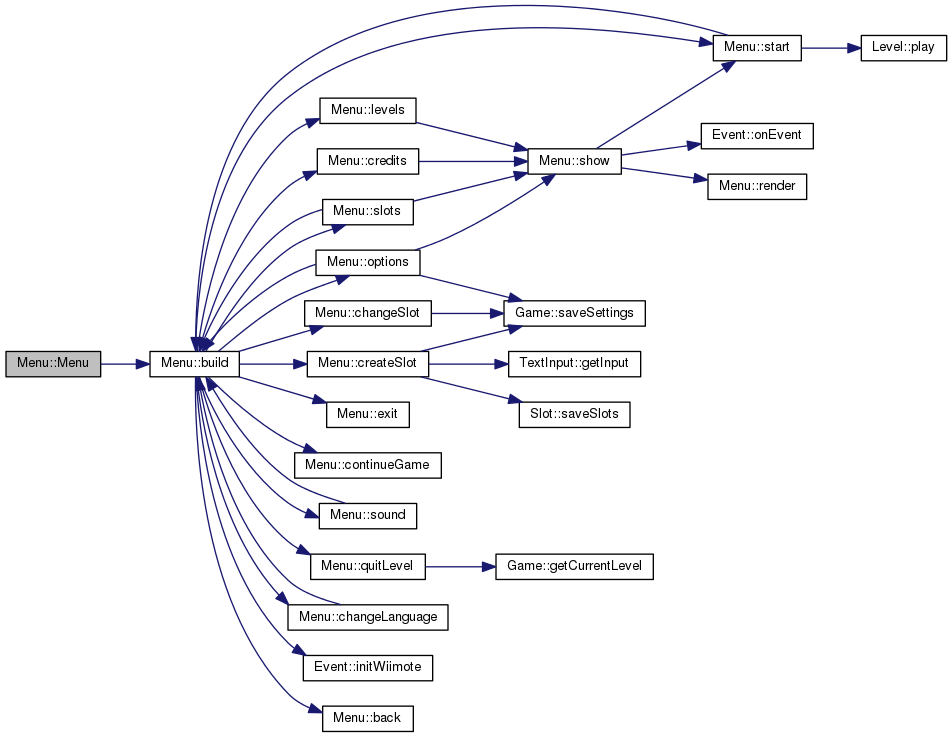 Menu::start
Level::play
Menu::levels
Event::onEvent
Menu::credits
Menu::show
Menu::render
Menu::slots
Menu::options
Menu::changeSlot
Game::saveSettings
Menu::Menu
Menu::build
Menu::createSlot
TextInput::getInput
Menu::exit
Slot::saveSlots
Menu::continueGame
Menu::sound
Menu::quitLevel
Game::getCurrentLevel
Menu::changeLanguage
Event::initWiimote
Menu::back